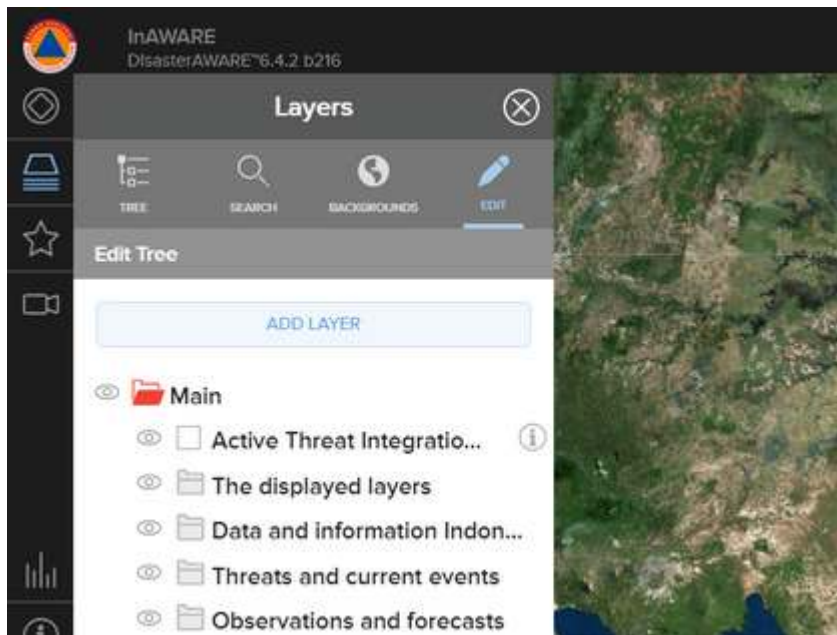 InAWARE
DisasterAWARE™6.4.2 b216
Layers
TREE
SEARCH
BACKGROUNDS
EDIT
Edit Tree
ADD LAYER
Main
Active Threat Integratio...
The displayed layers
Data and information Indon...
Threats and current events
Observations and forecasts